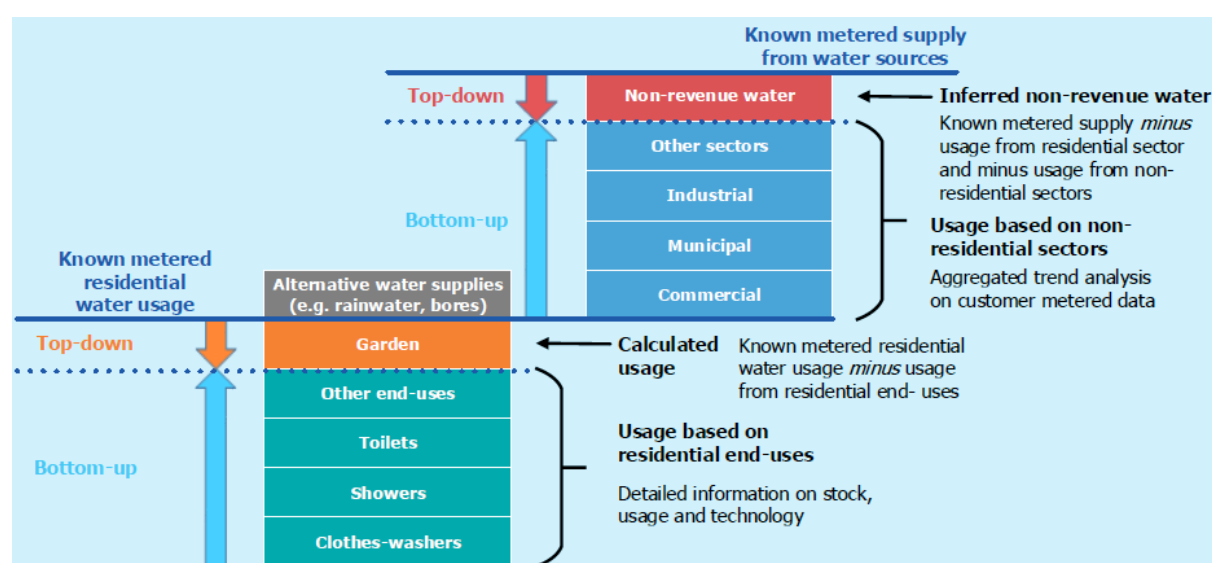 Known metered supply
from water sources
Top-down
Non-revenue water
Inferred non-revenue water
Known metered supply minus
usage from residential sector
and minus usage from non-
residential sectors
Other sectors
Industrial
Bottom-up
Municipal
Commercial
Usage based on non-
residential sectors
Aggregated trend analysis
on customer metered data
Known metered
residential
water usage
Alternative water supplies
(e.g. rainwater, bores)
Top-down
Garden
Calculated
usage
Known metered residential
water usage minus usage
from residential end- uses
Other end-uses
Toilets
Bottom-up
Showers
Clothes-washers
Usage based on
residential end-uses
Detailed information on stock,
usage and technology